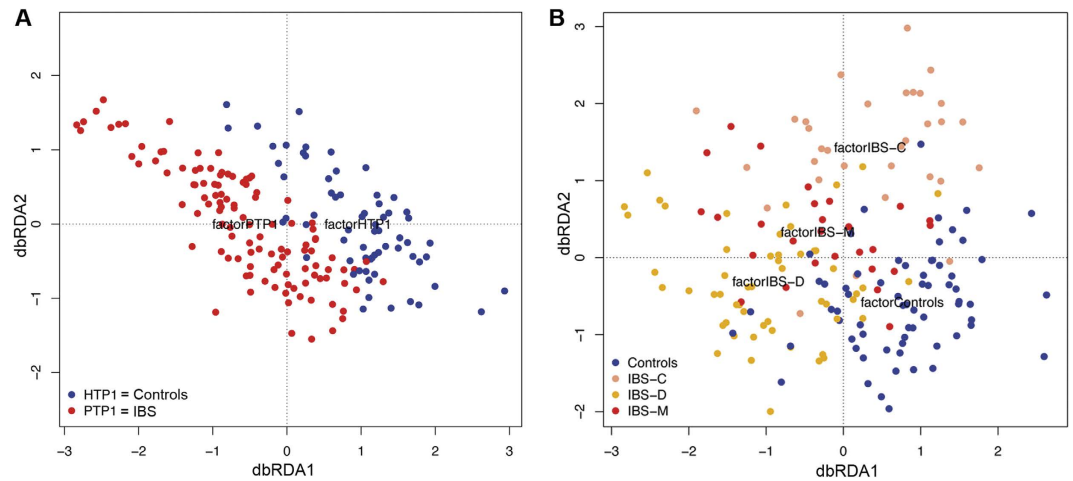 A
dbRDA2
2
1
0
−1
−2
factorPTP1
factorHTP1
HTP1 = Controls
PTP1 = IBS
−3 −2 −1 0 1 2 3
dbRDA1
B
dbRDA2
3
2
1
0
−1
−2
factorIBS−C
factorIBS−M
factorIBS−D
factorControls
Controls
IBS−C
IBS−D
IBS−M
−3 −2 −1 0 1 2
dbRDA1